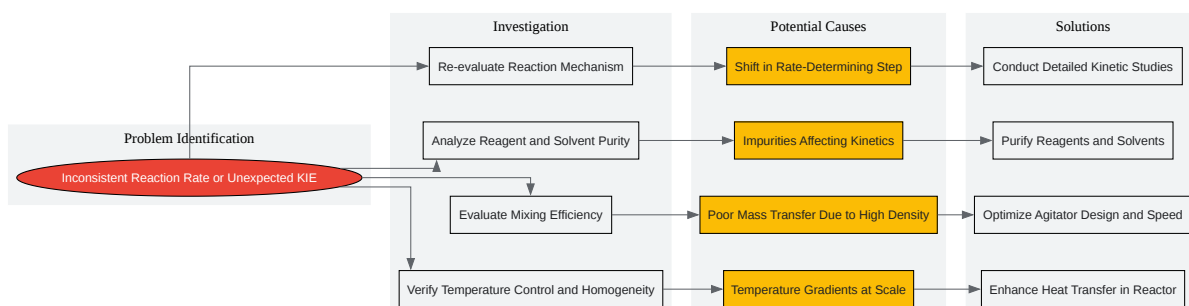 Investigation
Potential Causes
Solutions
Re-evaluate Reaction Mechanism
Shift in Rate-Determining Step
Conduct Detailed Kinetic Studies
Problem Identification
Analyze Reagent and Solvent Purity
Impurities Affecting Kinetics
Purify Reagents and Solvents
Inconsistent Reaction Rate or Unexpected KIE
Evaluate Mixing Efficiency
Poor Mass Transfer Due to High Density
Optimize Agitator Design and Speed
Verify Temperature Control and Homogeneity
Temperature Gradients at Scale
Enhance Heat Transfer in Reactor